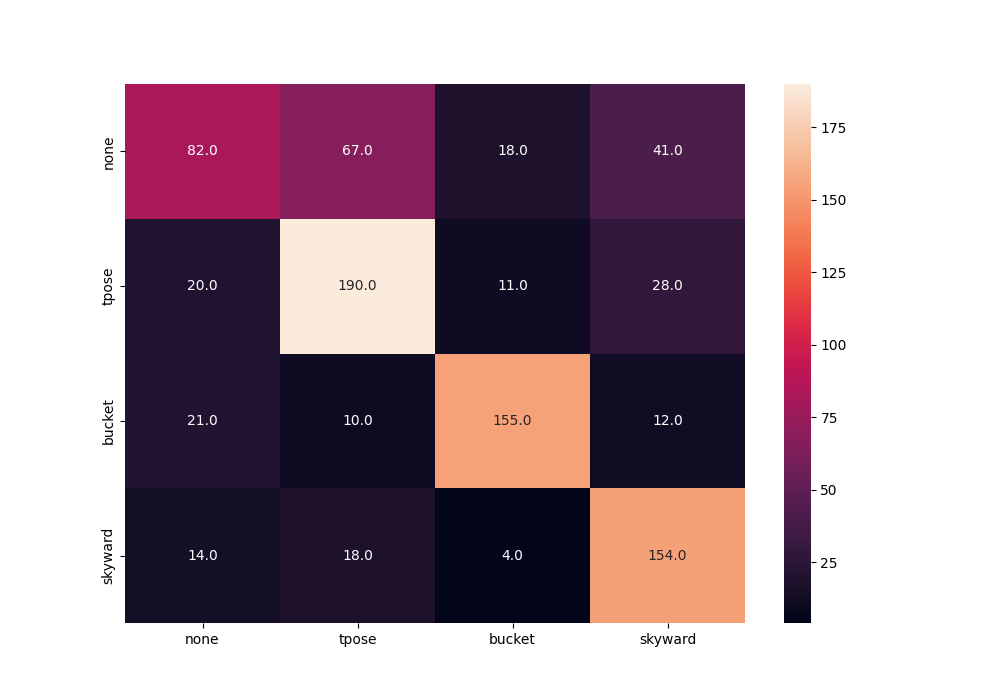 none 82.0 67.0 18.0 41.0
tpose 20.0 190.0 11.0 28.0
bucket 21.0 10.0 155.0 12.0
skyward 14.0 18.0 4.0 154.0
none tpose bucket skyward
175
150
125
100
75
50
25